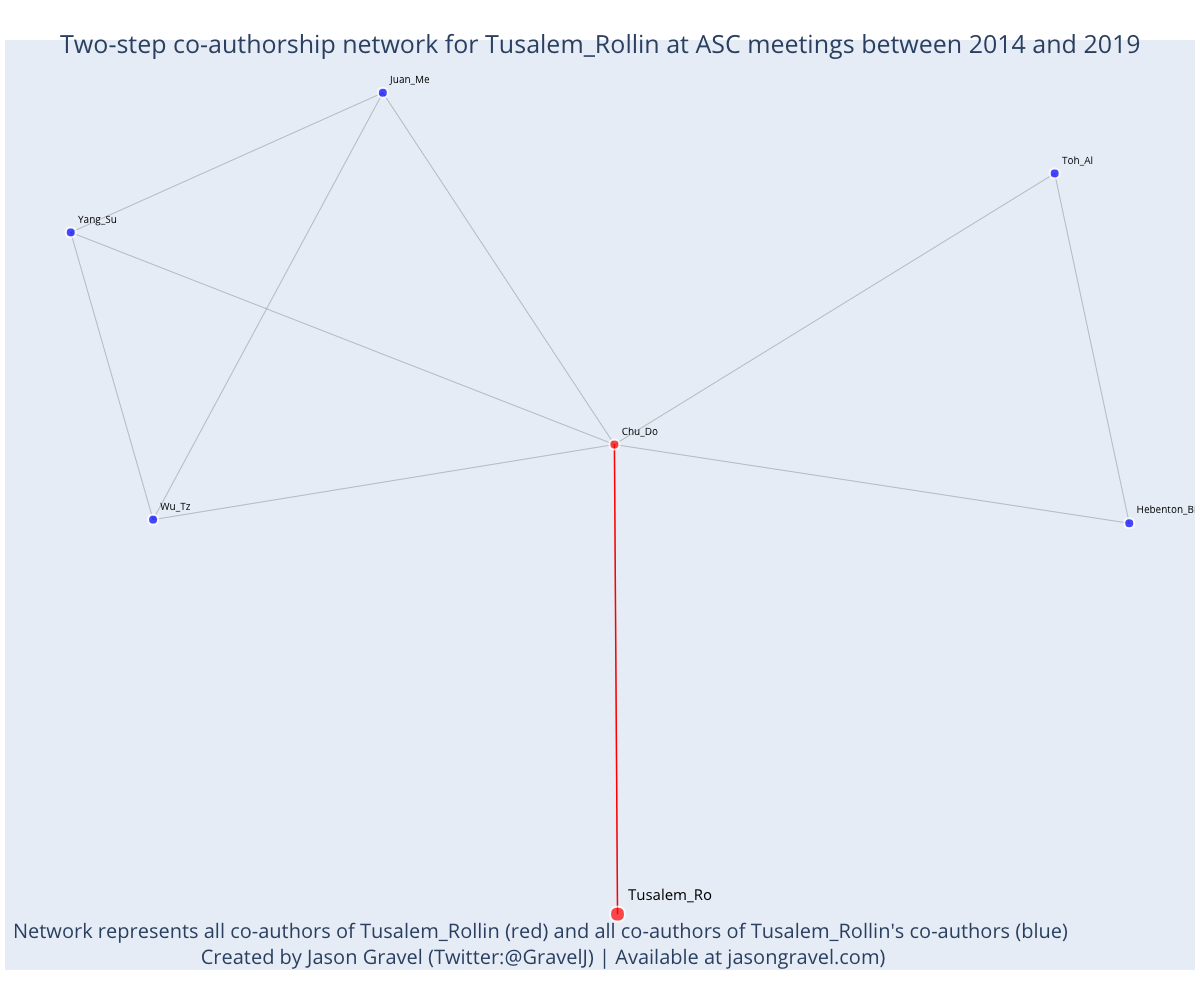 Two-step co-authorship network for Tusalem_Rollin at ASC meetings between 2014 and 2019
Juan_Me
Toh_Al
Yang_Su
Chu_Do
Wu_Tz
Hebenton_B
Tusalem_Ro
Network represents all co-authors of Tusalem_Rollin (red) and all co-authors of Tusalem_Rollin's co-authors (blue)
Created by Jason Gravel (Twitter:@GravelJ) | Available at jasongravel.com)